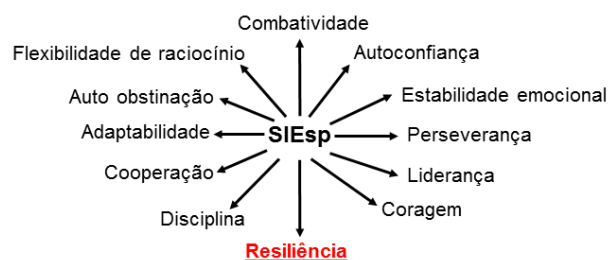 Combatividade
Flexibilidade de raciocínio
Autoconfiança
Auto obstinação
Estabilidade emocional
Adaptabilidade
SIEsp
Perseverança
Cooperação
Liderança
Disciplina
Coragem
Resiliência